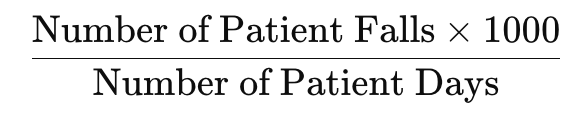 Number of Patient Falls × 1000
Number of Patient Days